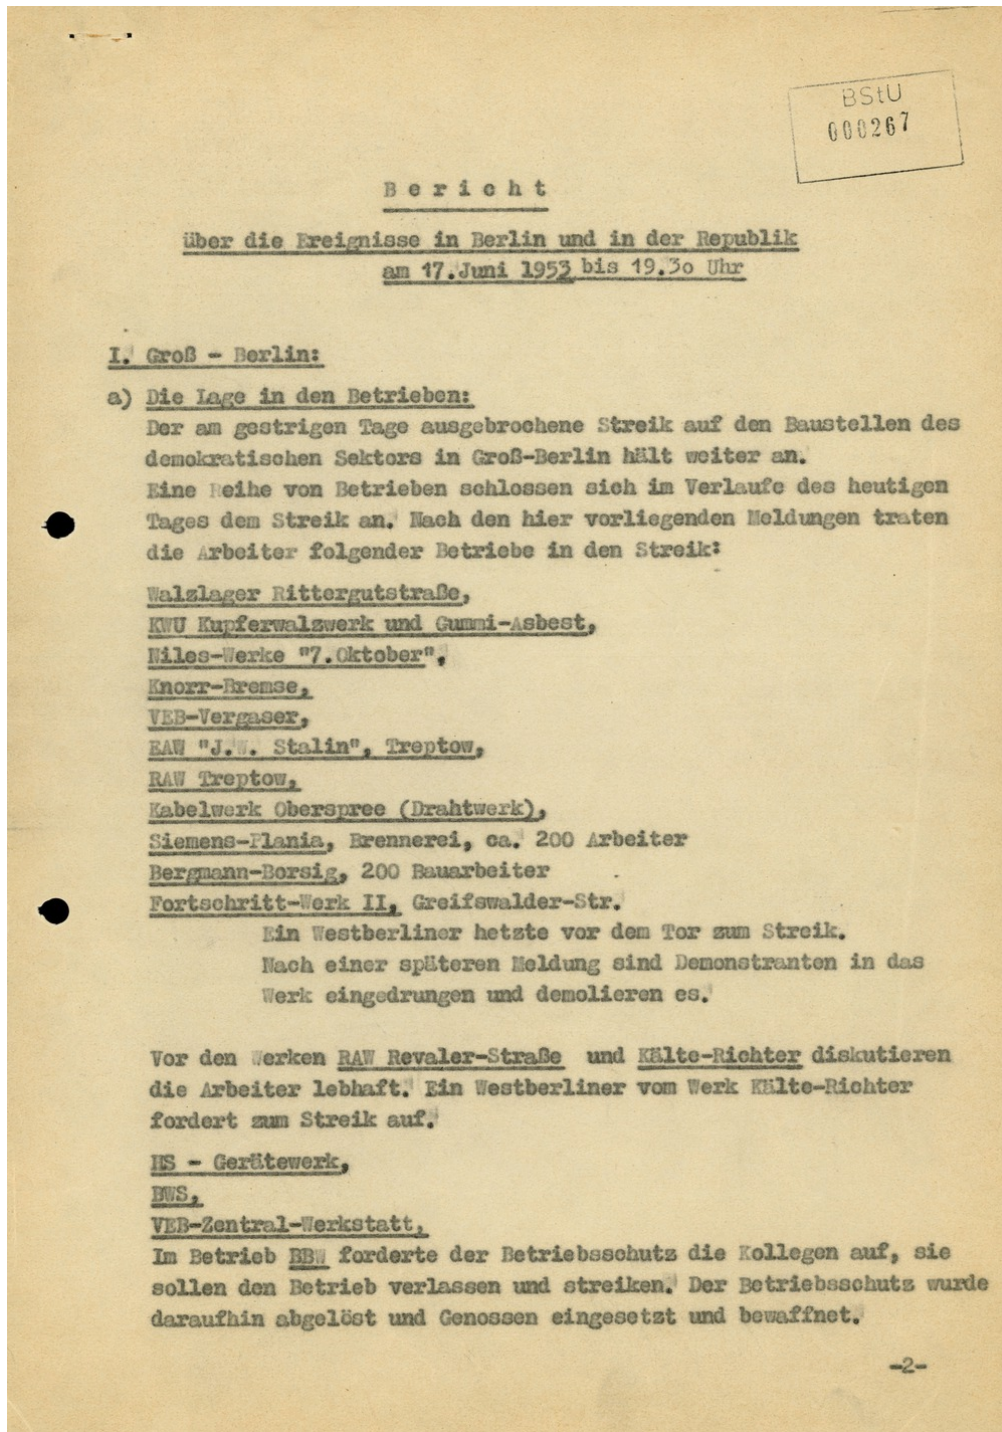 BStU
000267
Bericht
über die Ereignisse in Berlin und in der Republik
am 17.Juni 1953 bis 19.3o Uhr
I. Groß - Berlin:
a) Die Lage in den Betrieben:
Der am gestrigen Tage ausgebrochene Streik auf den Baustellen des
demokratischen Sektors in Groß-Berlin hält weiter an.
Eine Reihe von Betrieben schlossen sich im Verlaufe des heutigen
Tages dem Streik an. Nach den hier vorliegenden Meldungen traten
die Arbeiter folgender Betriebe in den Streik:
Walzlager Rittergutstraße,
KWU Kupferwalzwerk und Gummi-Asbest,
Niles-Werke "7.Oktober",
Knorr-Bremse,
VEB-Vergaser,
EAW "J.W. Stalin", Treptow,
RAW Treptow,
Kabelwerk Oberspree (Drahtwerk),
Siemens-Plania, Brennerei, ca. 200 Arbeiter
Bergmann-Borsig, 200 Bauarbeiter
Fortschritt-Werk II, Greifswalder-Str.
Ein Westberliner hetzte vor dem Tor zum Streik.
Nach einer späteren Meldung sind Demonstranten in das
Werk eingedrungen und demolieren es.
Vor den Werken RAW Revaler-Straße und Kälte-Richter diskutieren
die Arbeiter lebhaft. Ein Westberliner vom Werk Kälte-Richter
fordert zum Streik auf.
HS - Gerätewerk,
BWS,
VEB-Zentral-Werkstatt,
Im Betrieb BBW forderte der Betriebsschutz die Kollegen auf, sie
sollen den Betrieb verlassen und streiken. Der Betriebsschutz wurde
daraufhin abgelöst und Genossen eingesetzt und bewaffnet.
-2-